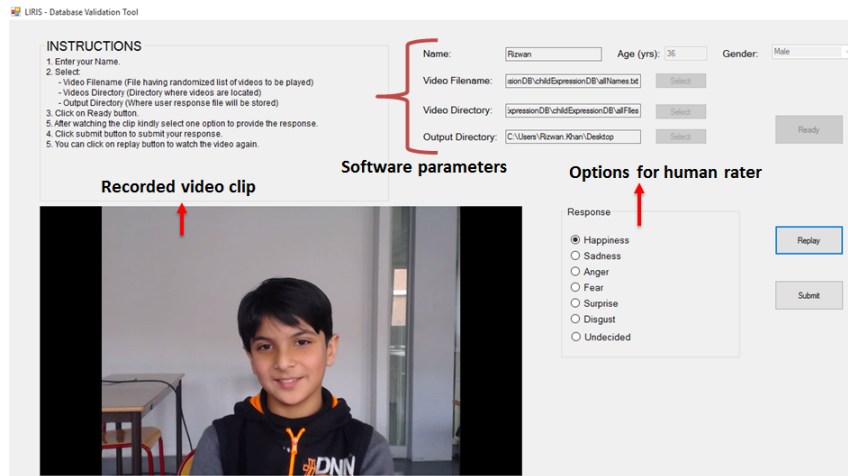 LIRIS - Database Validation Tool
INSTRUCTIONS
1. Enter your Name.
2. Select:
- Video Filename (File having randomized list of videos to be played)
- Videos Directory (Directory where videos are located)
- Output Directory (Where user response file will be stored)
3. Click on Ready button.
5. After watching the clip kindly select one option to provide the response.
4. Click submit button to submit your response.
5. You can click on replay button to watch the video again.
Name: Rizwan Age (yrs): 36 Gender: Male
Video Filename: sionDB\childExpressionDB\allNames.txt Select
Video Directory: xpressionDB\childExpressionDB\allFiles Select
Output Directory: C:\Users\Rizwan.Khan\Desktop Select
Ready
Software parameters
Recorded video clip
Options for human rater
Response
Happiness
Sadness
Anger
Fear
Surprise
Disgust
Undecided
Replay
Submit
DNN